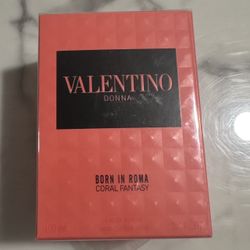 VALENTINO
DONNA
BORN IN ROMA
CORAL FANTASY